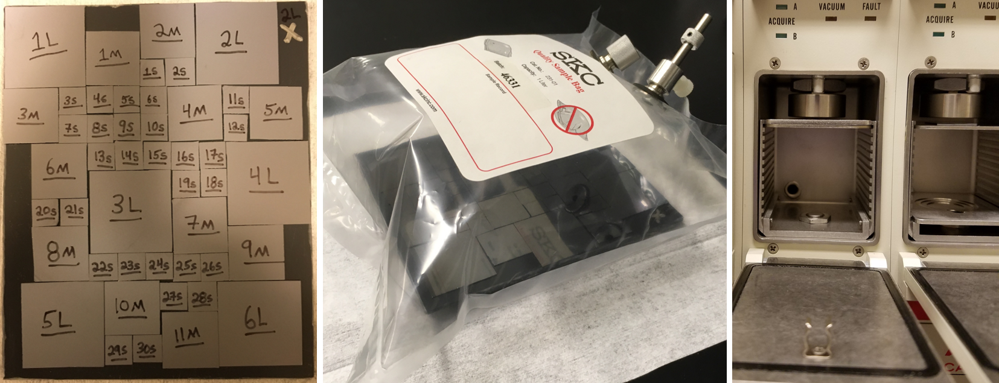 1L
1M
2M
2L
2L
X
1s 2s
3s 4s 5s 6s
3M
4M
11s
5M
7s 8s 9s 10s
12s
6M
13s 14s 15s 16s 17s
4L
19s 18s
3L
20s 21s
7M
8M
9M
22s 23s 24s 25s 26s
5L
10M
27s 28s
11M
6L
29s 30s
SKC
Quality Sample Bag
Cat. No.: 231-01
Capacity: 1 Liter
Batch: 46331
Sample Record
www.skcinc.com
SKC
A
VACUUM
FAULT
ACQUIRE
B
A
VACUU
ACQUIRE
B
CA